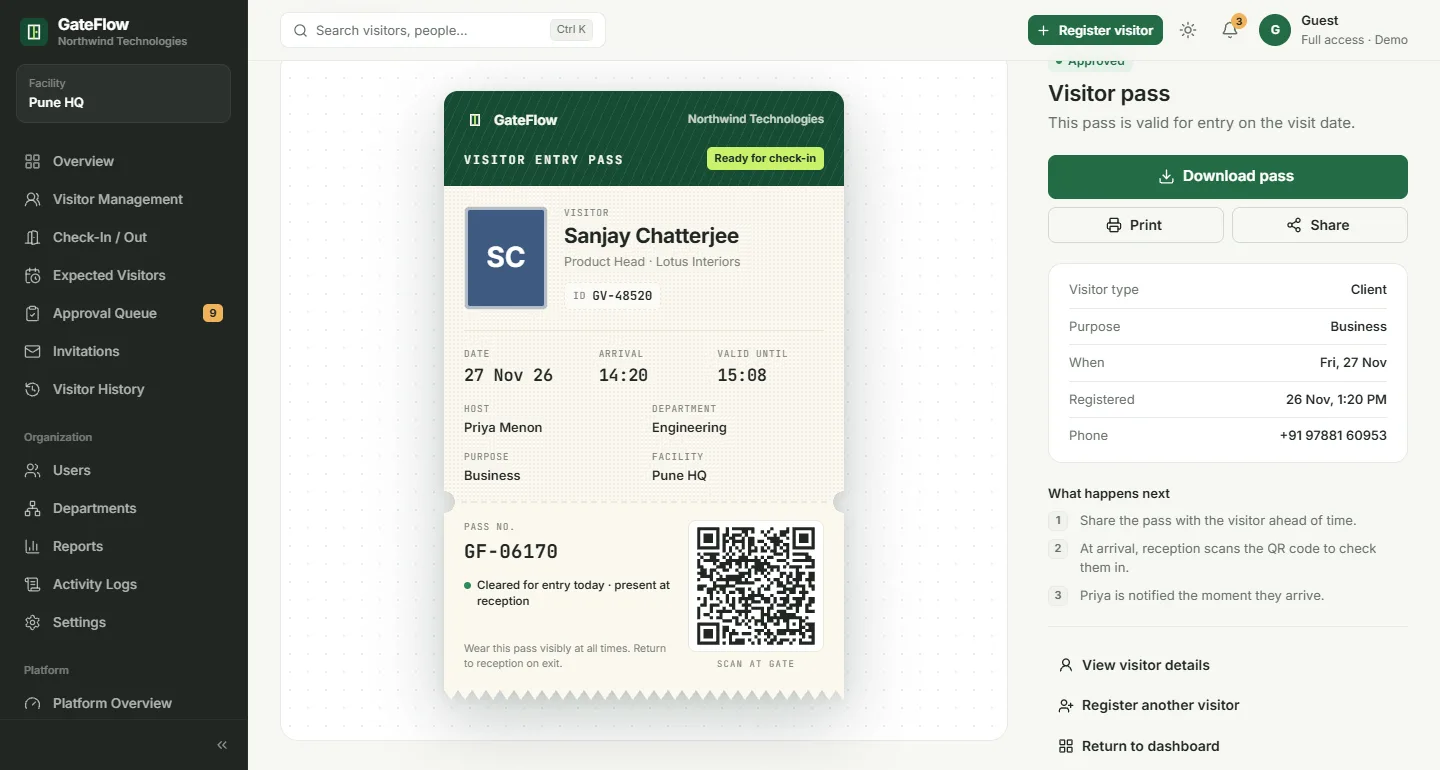 GateFlow
Northwind Technologies
Facility
Pune HQ
Overview
Visitor Management
Check-In / Out
Expected Visitors
Approval Queue 9
Invitations
Visitor History
Organization
Users
Departments
Reports
Activity Logs
Settings
Platform
Platform Overview
Search visitors, people... Ctrl K
Register visitor
3
G
Guest
Full access · Demo
GateFlow
Northwind Technologies
VISITOR ENTRY PASS
Ready for check-in
SC
VISITOR
Sanjay Chatterjee
Product Head · Lotus Interiors
ID GV-48520
DATE ARRIVAL VALID UNTIL
27 Nov 26 14:20 15:08
HOST DEPARTMENT
Priya Menon Engineering
PURPOSE FACILITY
Business Pune HQ
PASS NO.
GF-06170
Cleared for entry today · present at
reception
Wear this pass visibly at all times. Return
to reception on exit.
SCAN AT GATE
Approved
Visitor pass
This pass is valid for entry on the visit date.
Download pass
Print
Share
Visitor type Client
Purpose Business
When Fri, 27 Nov
Registered 26 Nov, 1:20 PM
Phone +91 97881 60953
What happens next
1 Share the pass with the visitor ahead of time.
2 At arrival, reception scans the QR code to check
them in.
3 Priya is notified the moment they arrive.
View visitor details
Register another visitor
Return to dashboard